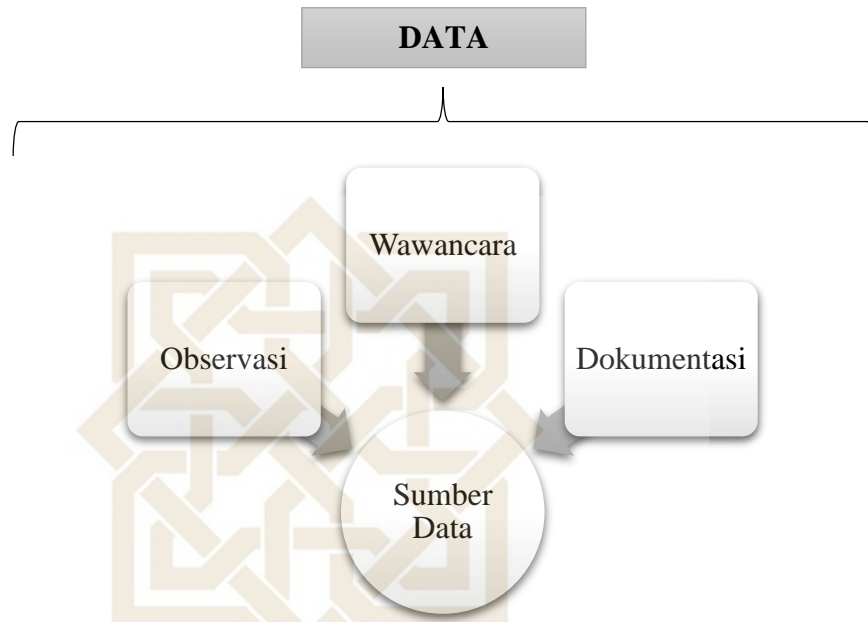 DATA
Wawancara
Observasi
Dokumentasi
Sumber
Data